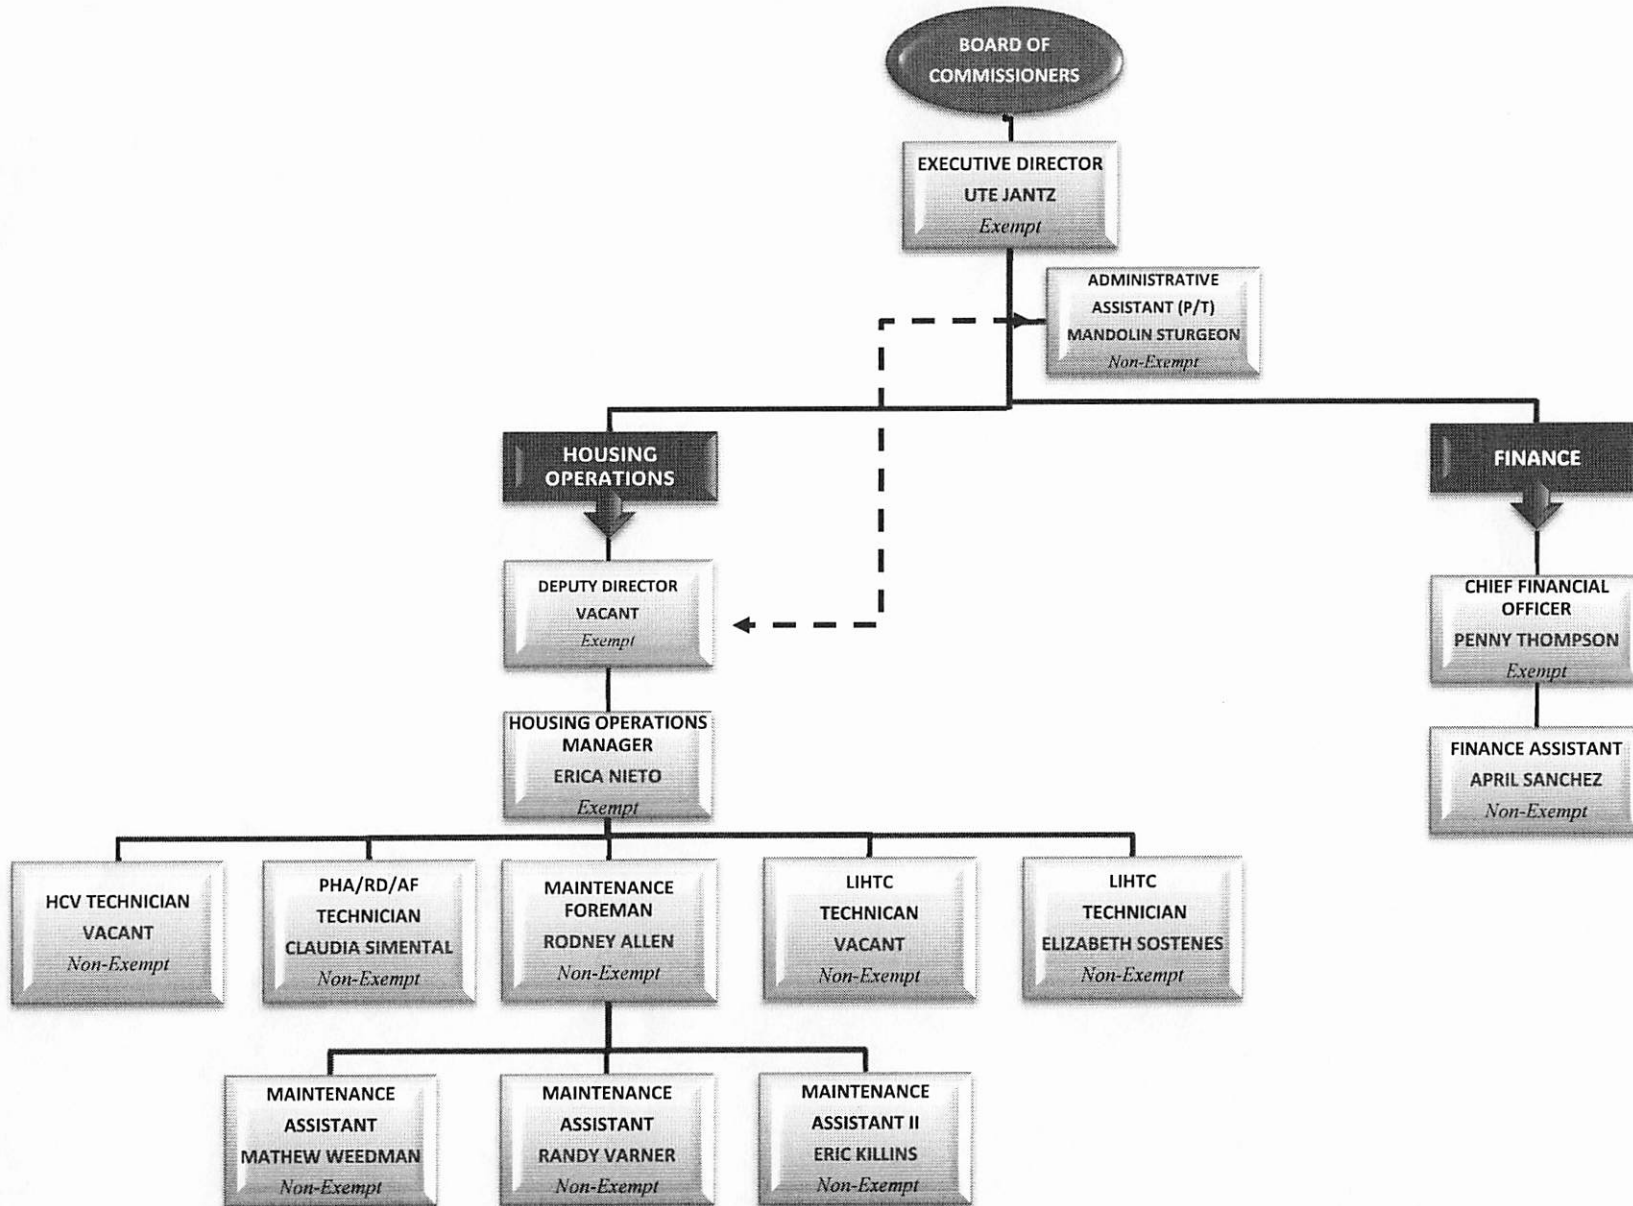 BOARD OF
COMMISSIONERS
EXECUTIVE DIRECTOR
UTE JANTZ
Exempt
ADMINISTRATIVE
ASSISTANT (P/T)
MANDOLIN STURGEON
Non-Exempt
HOUSING
OPERATIONS
FINANCE
DEPUTY DIRECTOR
VACANT
Exempt
CHIEF FINANCIAL
OFFICER
PENNY THOMPSON
Exempt
HOUSING OPERATIONS
MANAGER
ERICA NIETO
Exempt
FINANCE ASSISTANT
APRIL SANCHEZ
Non-Exempt
HCV TECHNICIAN
VACANT
Non-Exempt
PHA/RD/AF
TECHNICIAN
CLAUDIA SIMENTAL
Non-Exempt
MAINTENANCE
FOREMAN
RODNEY ALLEN
Non-Exempt
LIHTC
TECHNICAN
VACANT
Non-Exempt
LIHTC
TECHNICIAN
ELIZABETH SOSTENES
Non-Exempt
MAINTENANCE
ASSISTANT
MATHEW WEEDMAN
Non-Exempt
MAINTENANCE
ASSISTANT
RANDY VARNER
Non-Exempt
MAINTENANCE
ASSISTANT II
ERIC KILLINS
Non-Exempt